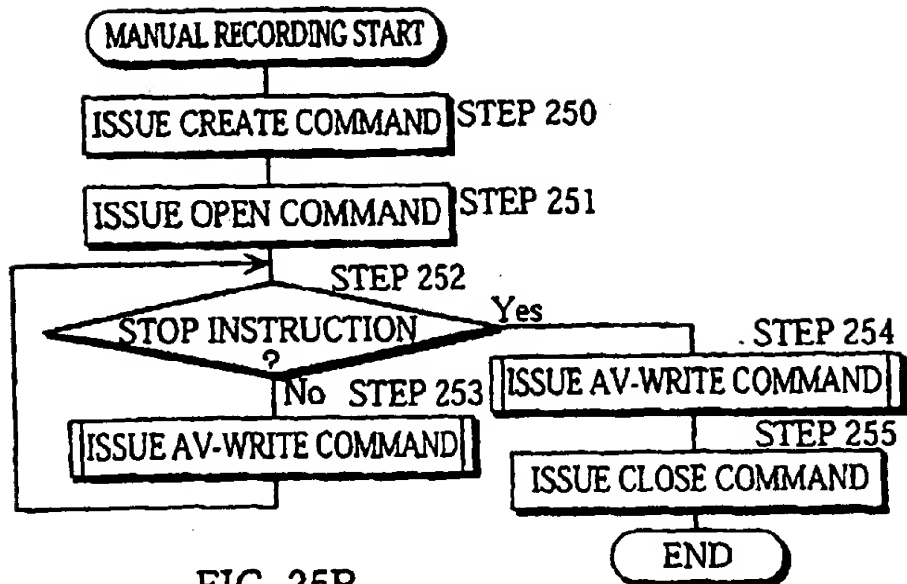 MANUAL RECORDING START
ISSUE CREATE COMMAND STEP 250
ISSUE OPEN COMMAND STEP 251
STEP 252
STOP INSTRUCTION
?
Yes
No STEP 253
ISSUE AV-WRITE COMMAND
STEP 254
ISSUE AV-WRITE COMMAND
STEP 255
ISSUE CLOSE COMMAND
END